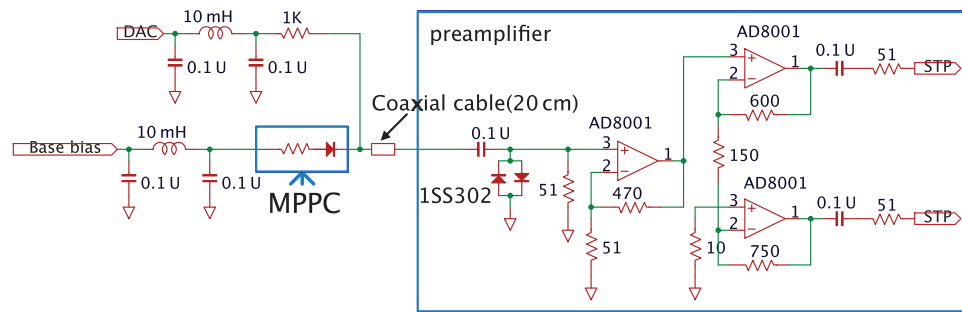 10 mH
1K
DAC
0.1 U
0.1 U
Coaxial cable(20 cm)
10 mH
Base bias
0.1 U
0.1 U
MPPC
preamplifier
0.1 U
1SS302
51
AD8001
3
2
1
470
51
AD8001
3
2
1
0.1 U
51
STP
600
150
AD8001
3
2
1
0.1 U
51
STP
10
750